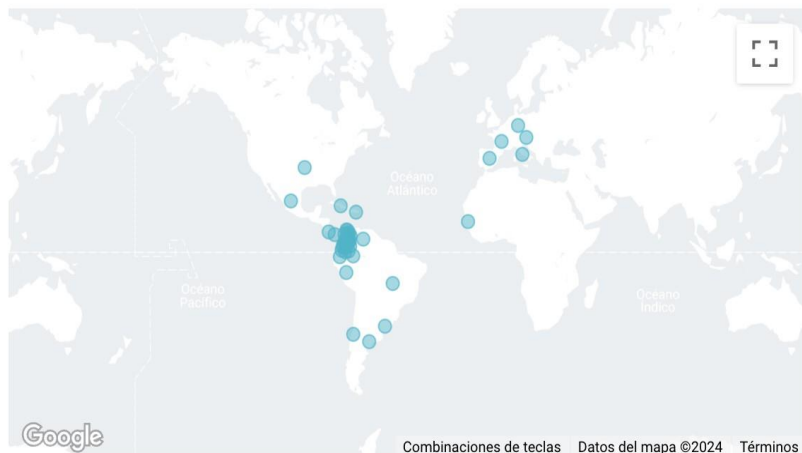 Océano
Atlántico
Océano
Pacífico
Océano
Índico
Google
Combinaciones de teclas Datos del mapa ©2024 Términos